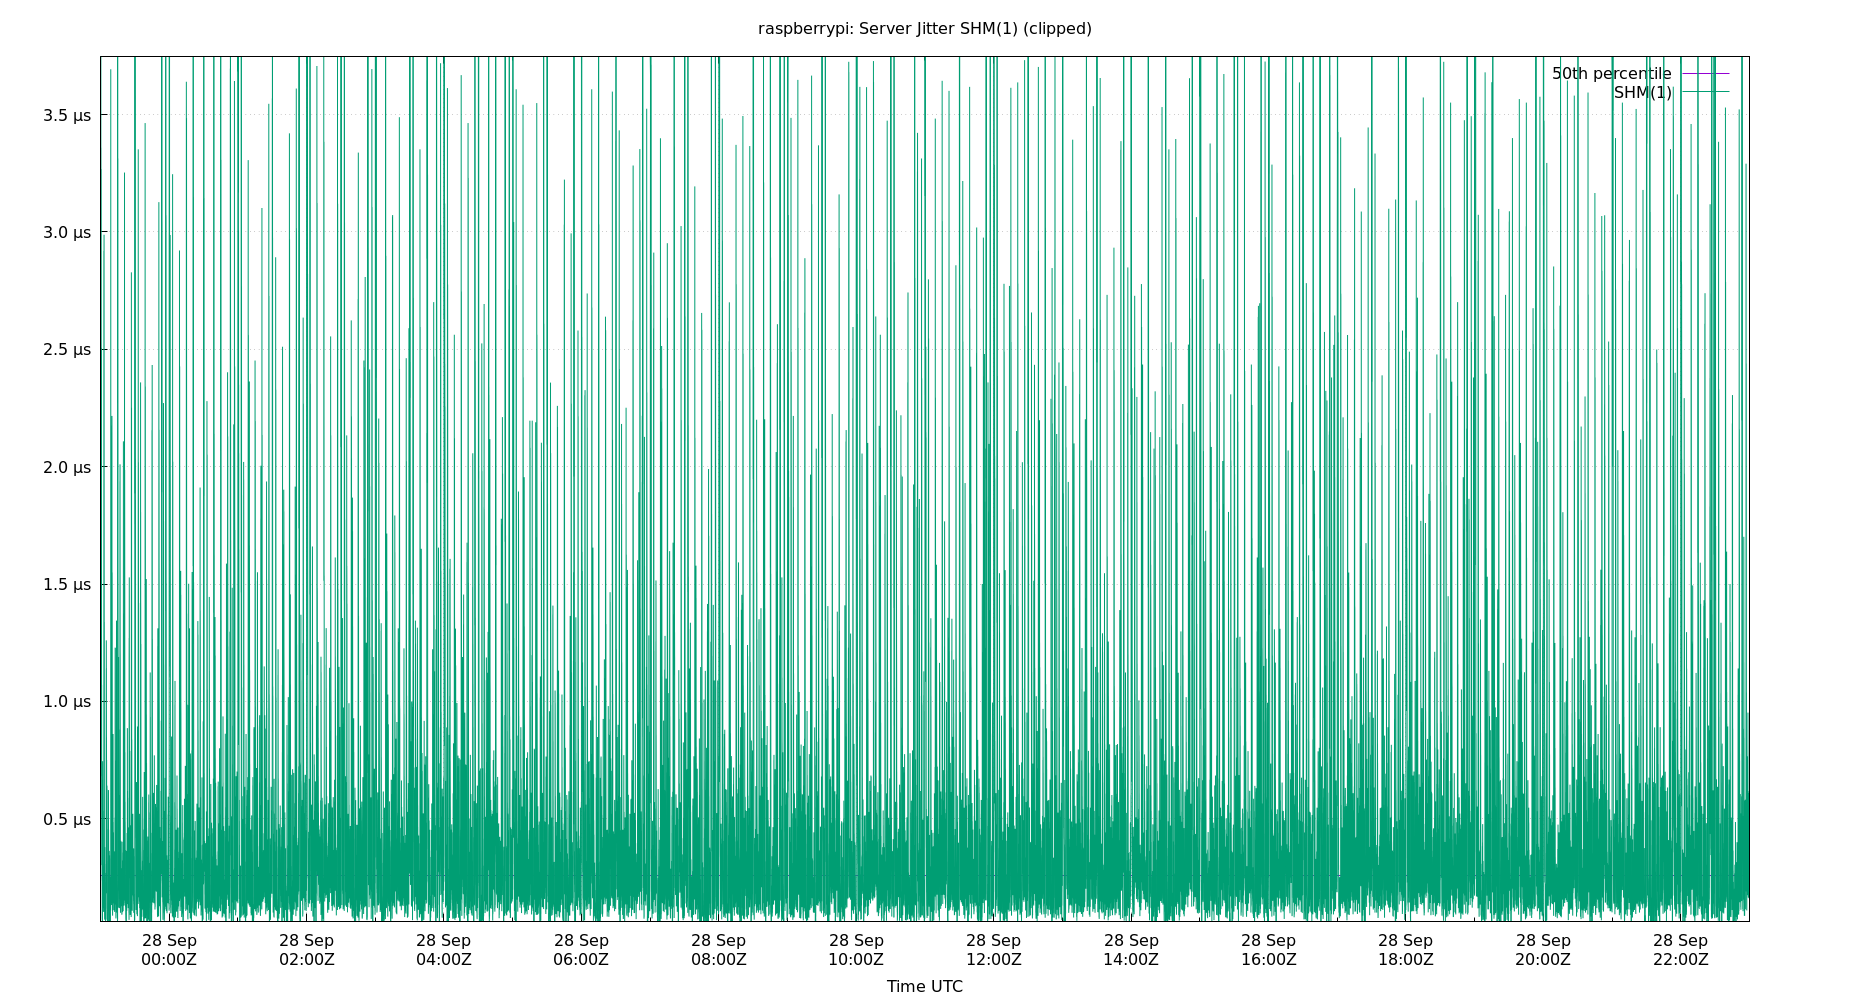 raspberrypi: Server Jitter SHM(1) (clipped)
50th percentile
SHM(1)
3.5 μs
3.0 μs
2.5 μs
2.0 μs
1.5 μs
1.0 μs
0.5 μs
28 Sep 28 Sep 28 Sep 28 Sep 28 Sep 28 Sep 28 Sep 28 Sep 28 Sep 28 Sep 28 Sep 28 Sep
00:00Z 02:00Z 04:00Z 06:00Z 08:00Z 10:00Z 12:00Z 14:00Z 16:00Z 18:00Z 20:00Z 22:00Z
Time UTC